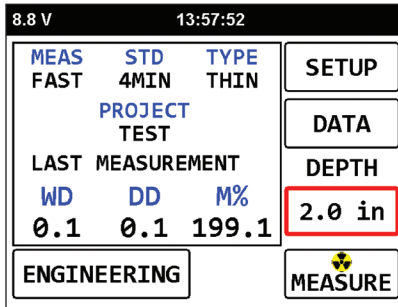 8.8 V 13:57:52
MEAS STD TYPE
FAST 4MIN THIN
PROJECT
TEST
LAST MEASUREMENT
WD DD M%
0.1 0.1 199.1
SETUP
DATA
DEPTH
2.0 in
ENGINEERING
MEASURE